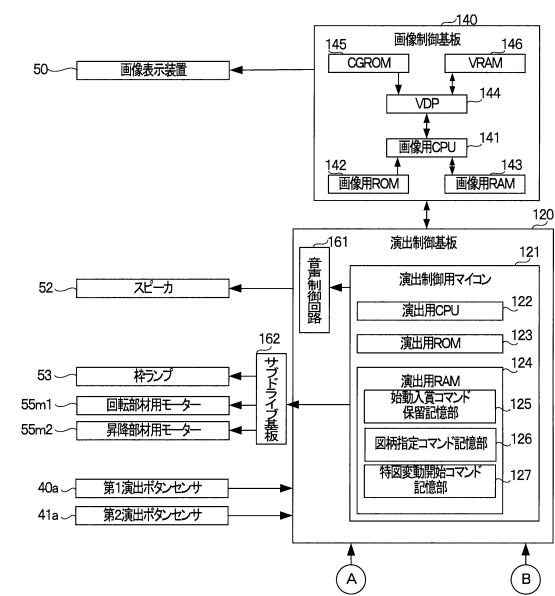 140
画像制御基板
145
146
CGROM
VRAM
50
画像表示装置
144
VDP
141
画像用CPU
142
143
画像用ROM
画像用RAM
120
演出制御基板
161
音声制御回路
121
演出制御用マイコン
52
スピーカ
122
演出用CPU
123
演出用ROM
162
サブドライブ基板
124
演出用RAM
53
枠ランプ
始動入賞コマンド
保留記憶部
125
55m1
回転部材用モーター
55m2
昇降部材用モーター
図柄指定コマンド記憶部
126
特図変動開始コマンド
記憶部
127
40a
第1演出ボタンセンサ
41a
第2演出ボタンセンサ
A
B